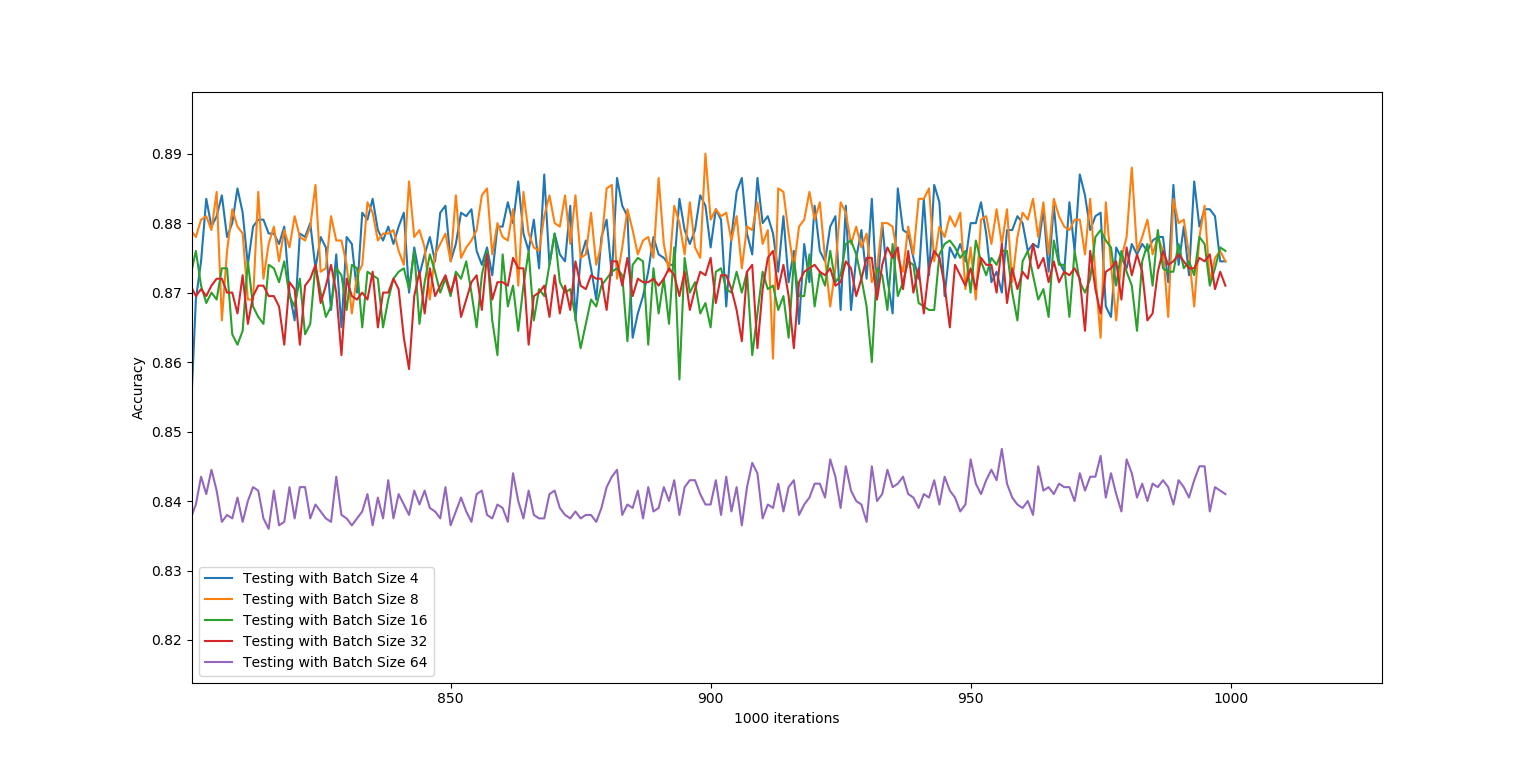 0.89
0.88
0.87
0.86
0.85
0.84
0.83
0.82
Accuracy
Testing with Batch Size 4
Testing with Batch Size 8
Testing with Batch Size 16
Testing with Batch Size 32
Testing with Batch Size 64
850 900 950 1000
1000 iterations